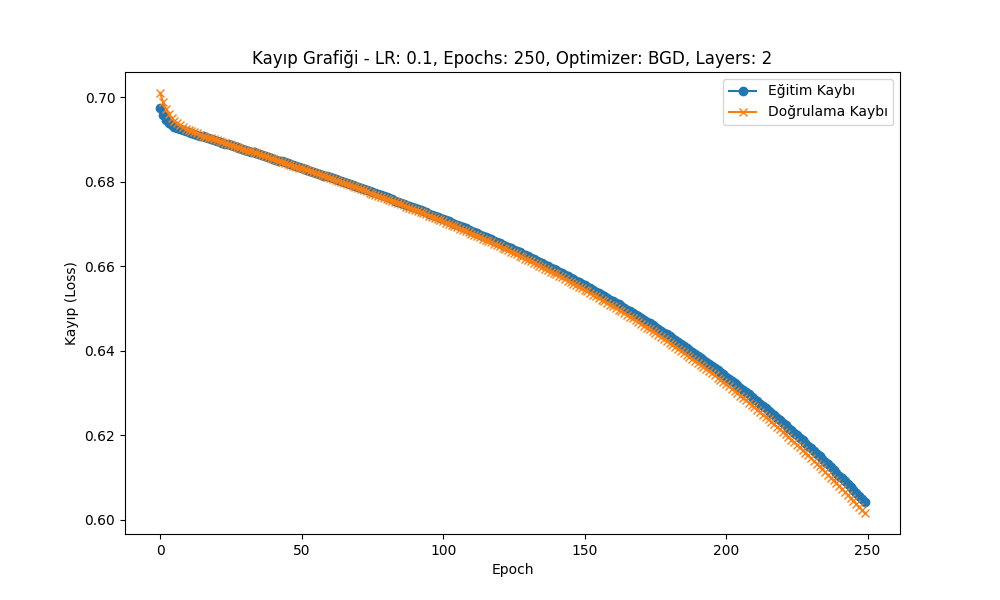 Kayıp Grafiği - LR: 0.1, Epochs: 250, Optimizer: BGD, Layers: 2
Eğitim Kaybı
Doğrulama Kaybı
Kayıp (Loss)
0.70
0.68
0.66
0.64
0.62
0.60
0 50 100 150 200 250
Epoch